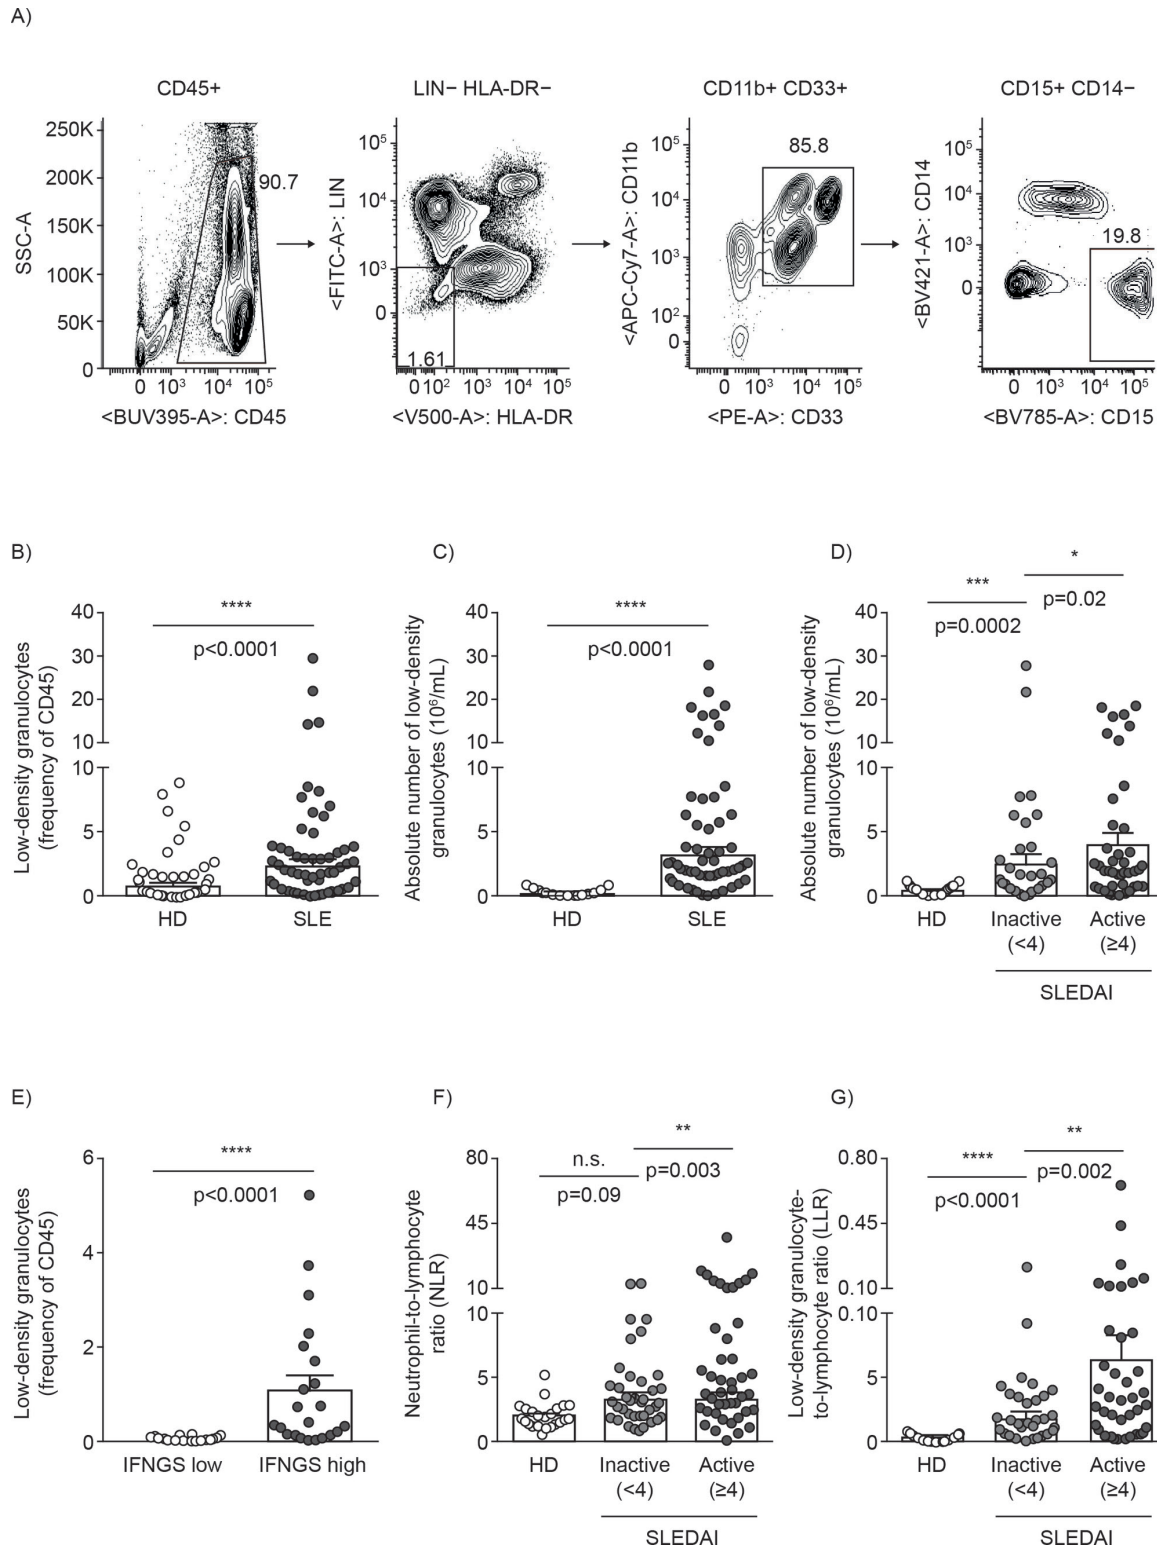 A)
CD45+
LIN− HLA-DR−
CD11b+ CD33+
CD15+ CD14−
250K
200K
150K
100K
50K
0
SSC-A
90.7
0 10³ 10⁴ 10⁵
<BUV395-A>: CD45
10⁵
10⁴
10³
0
<FITC-A>: LIN
1.61
0 10² 10³ 10⁴ 10⁵
<V500-A>: HLA-DR
10⁵
10⁴
10³
10²
0
<APC-Cy7-A>: CD11b
85.8
0 10³ 10⁴ 10⁵
<PE-A>: CD33
10⁵
10⁴
10³
0
<BV421-A>: CD14
19.8
0 10³ 10⁴ 10⁵
<BV785-A>: CD15
B)
Low-density granulocytes
(frequency of CD45)
40
30
20
10
10
5
0
****
p<0.0001
HD
SLE
C)
Absolute number of low-density
granulocytes (10⁶/mL)
40
30
20
10
10
5
0
****
p<0.0001
HD
SLE
D)
Absolute number of low-density
granulocytes (10⁶/mL)
40
30
20
10
10
5
0
***
p=0.0002
*
p=0.02
HD
Inactive
(<4)
Active
(≥4)
SLEDAI
E)
Low-density granulocytes
(frequency of CD45)
6
4
2
0
****
p<0.0001
IFNGS low
IFNGS high
F)
Neutrophil-to-lymphocyte
ratio (NLR)
80
45
10
10
5
0
n.s.
p=0.09
**
p=0.003
HD
Inactive
(<4)
Active
(≥4)
SLEDAI
G)
Low-density granulocyte-
to-lymphocyte ratio (LLR)
0.80
0.45
0.10
0.10
5
0
****
p<0.0001
**
p=0.002
HD
Inactive
(<4)
Active
(≥4)
SLEDAI